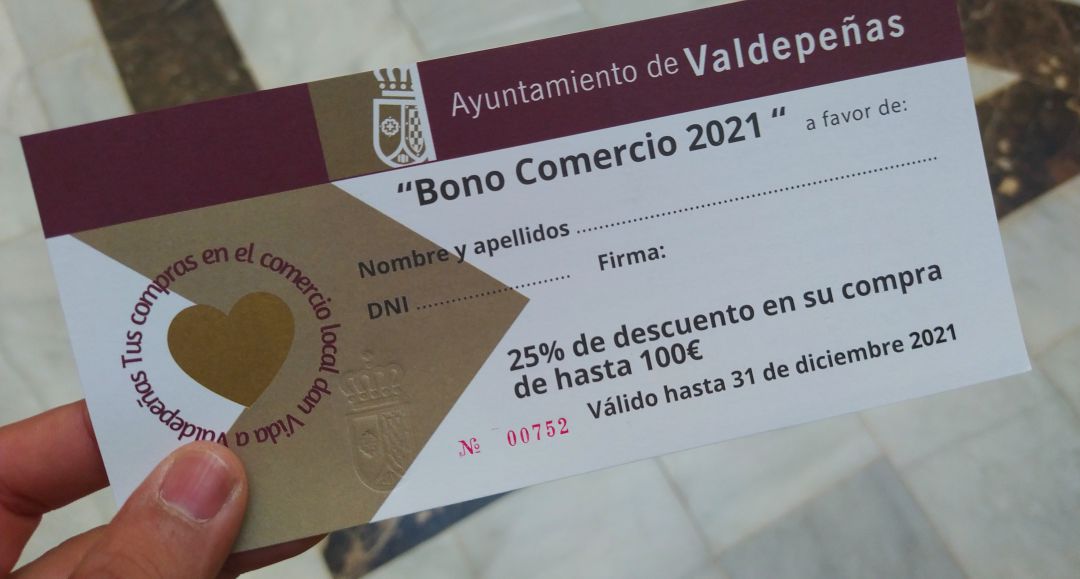 Ayuntamiento de Valdepeñas
“Bono Comercio 2021 “ a favor de:
Nombre y apellidos ........................................................................
DNI ............................... Firma:
25% de descuento en su compra
de hasta 100€
Válido hasta 31 de diciembre 2021
Nº 00752
Tus compras en el comercio local dan Vida a Valdepeñas